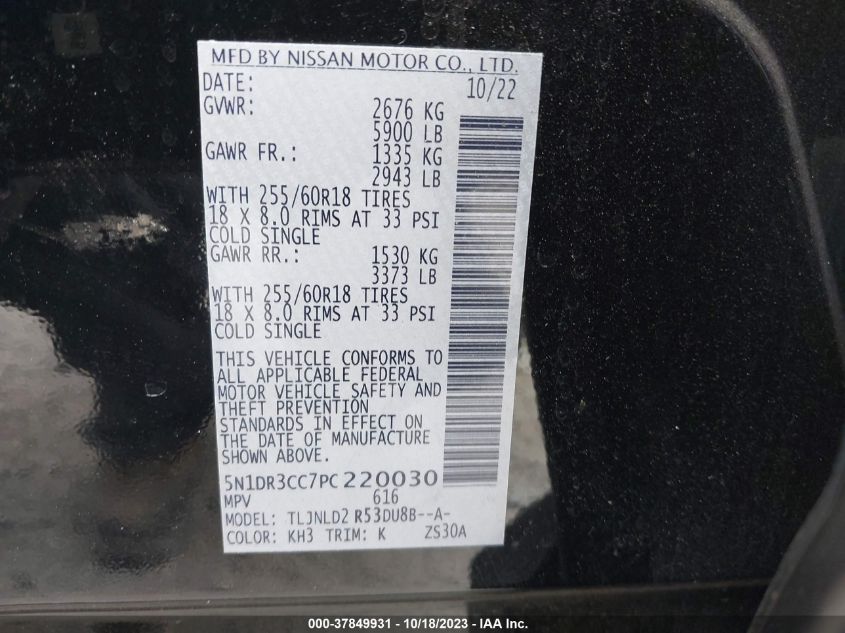 MFD BY NISSAN MOTOR CO., LTD.
DATE: 10/22
GVWR: 2676 KG
5900 LB
GAWR FR.: 1335 KG
2943 LB
WITH 255/60R18 TIRES
18 X 8.0 RIMS AT 33 PSI
COLD SINGLE
GAWR RR.: 1530 KG
3373 LB
WITH 255/60R18 TIRES
18 X 8.0 RIMS AT 33 PSI
COLD SINGLE
THIS VEHICLE CONFORMS TO
ALL APPLICABLE FEDERAL
MOTOR VEHICLE SAFETY AND
THEFT PREVENTION
STANDARDS IN EFFECT ON
THE DATE OF MANUFACTURE
SHOWN ABOVE.
5N1DR3CC7PC220030
MPV 616
MODEL: TLJNLD2 R53DU8B--A-
COLOR: KH3 TRIM: K ZS30A
000-37849931 - 10/18/2023 - IAA Inc.